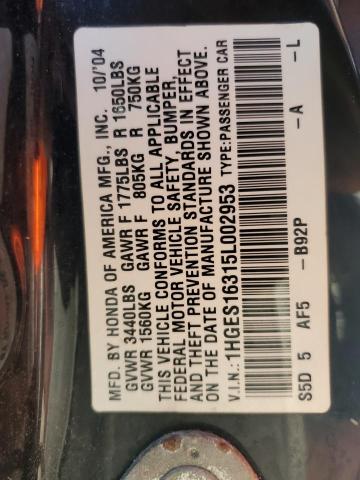 MFD. BY HONDA OF AMERICA MFG., INC. 10/'04
GVWR 3440LBS GAWR F 1775LBS R 1650LBS
GVWR 1560KG GAWR F 805KG R 750KG
THIS VEHICLE CONFORMS TO ALL APPLICABLE
FEDERAL MOTOR VEHICLE SAFETY, BUMPER,
AND THEFT PREVENTION STANDARDS IN EFFECT
ON THE DATE OF MANUFACTURE SHOWN ABOVE.
V.I.N.: 1HGES16315L002953 TYPE:PASSENGER CAR
S5D 5 AF5 -B92P -A -L